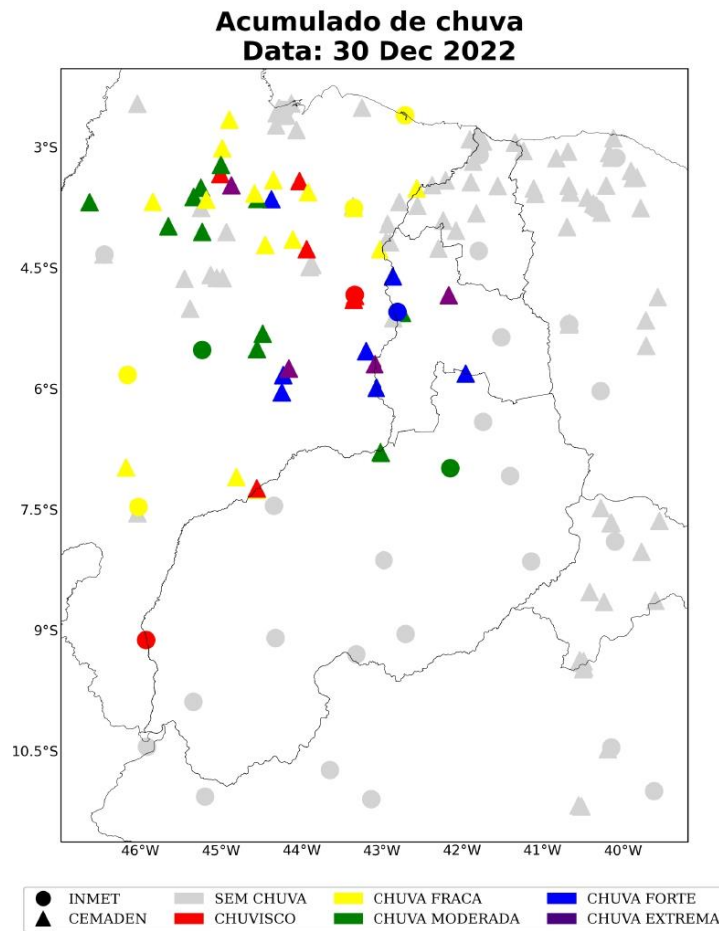 Acumulado de chuva
Data: 30 Dec 2022
3°S
4.5°S
6°S
7.5°S
9°S
10.5°S
46°W 45°W 44°W 43°W 42°W 41°W 40°W
INMET SEM CHUVA CHUVA FRACA CHUVA FORTE
CEMADEN CHUVISCO CHUVA MODERADA CHUVA EXTREMA